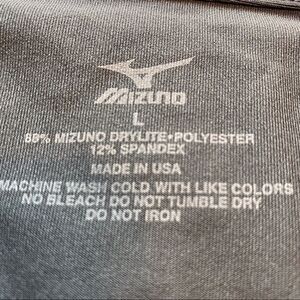 MIZUNO
L
88% MIZUNO DRYLITE•POLYESTER
12% SPANDEX
MADE IN USA
MACHINE WASH COLD WITH LIKE COLORS
NO BLEACH DO NOT TUMBLE DRY
DO NOT IRON